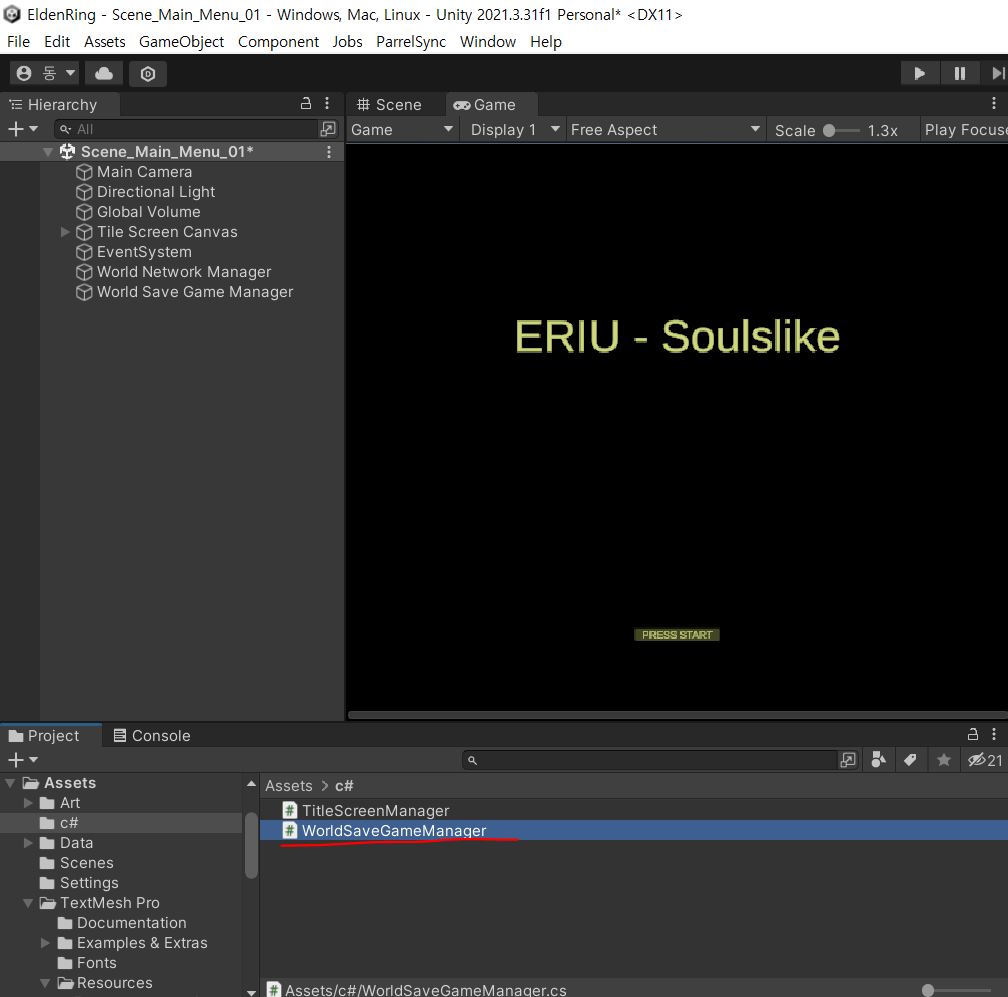 EldenRing - Scene_Main_Menu_01 - Windows, Mac, Linux - Unity 2021.3.31f1 Personal* <DX11>
File Edit Assets GameObject Component Jobs ParrelSync Window Help
동
Hierarchy
All
Scene_Main_Menu_01*
Main Camera
Directional Light
Global Volume
Tile Screen Canvas
EventSystem
World Network Manager
World Save Game Manager
Scene Game
Game Display 1 Free Aspect Scale 1.3x Play Focus
ERIU - Soulslike
PRESS START
Project Console
21
Assets
Art
c#
Data
Scenes
Settings
TextMesh Pro
Documentation
Examples & Extras
Fonts
Resources
Assets > c#
TitleScreenManager
WorldSaveGameManager
Assets/c#/WorldSaveGameManager.cs